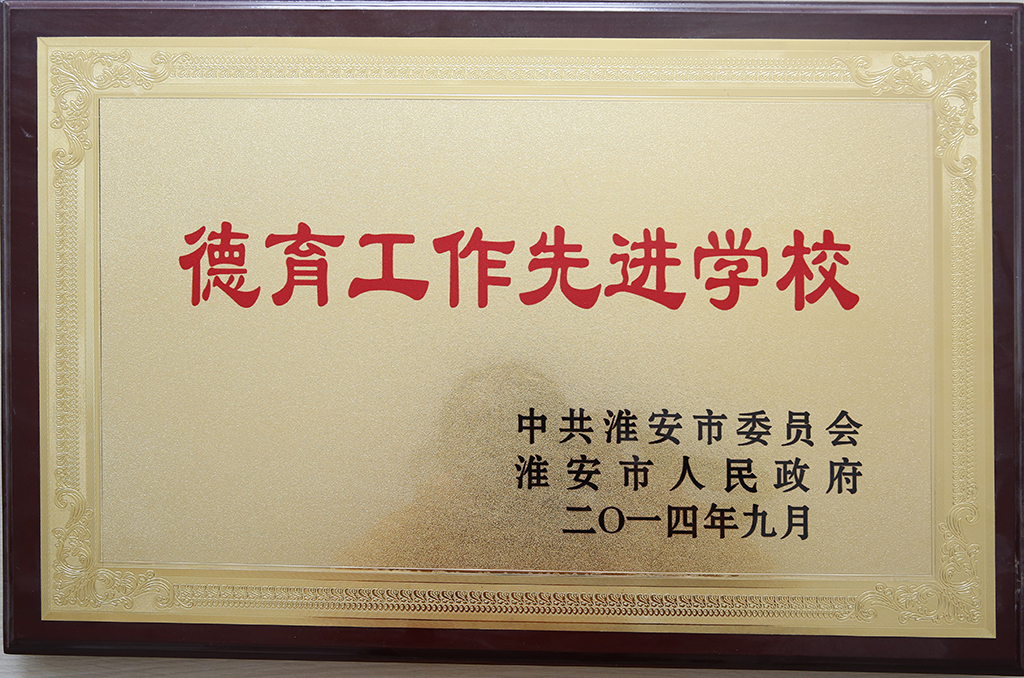 德育工作先进学校
中共淮安市委员会
淮安市人民政府
二〇一四年九月